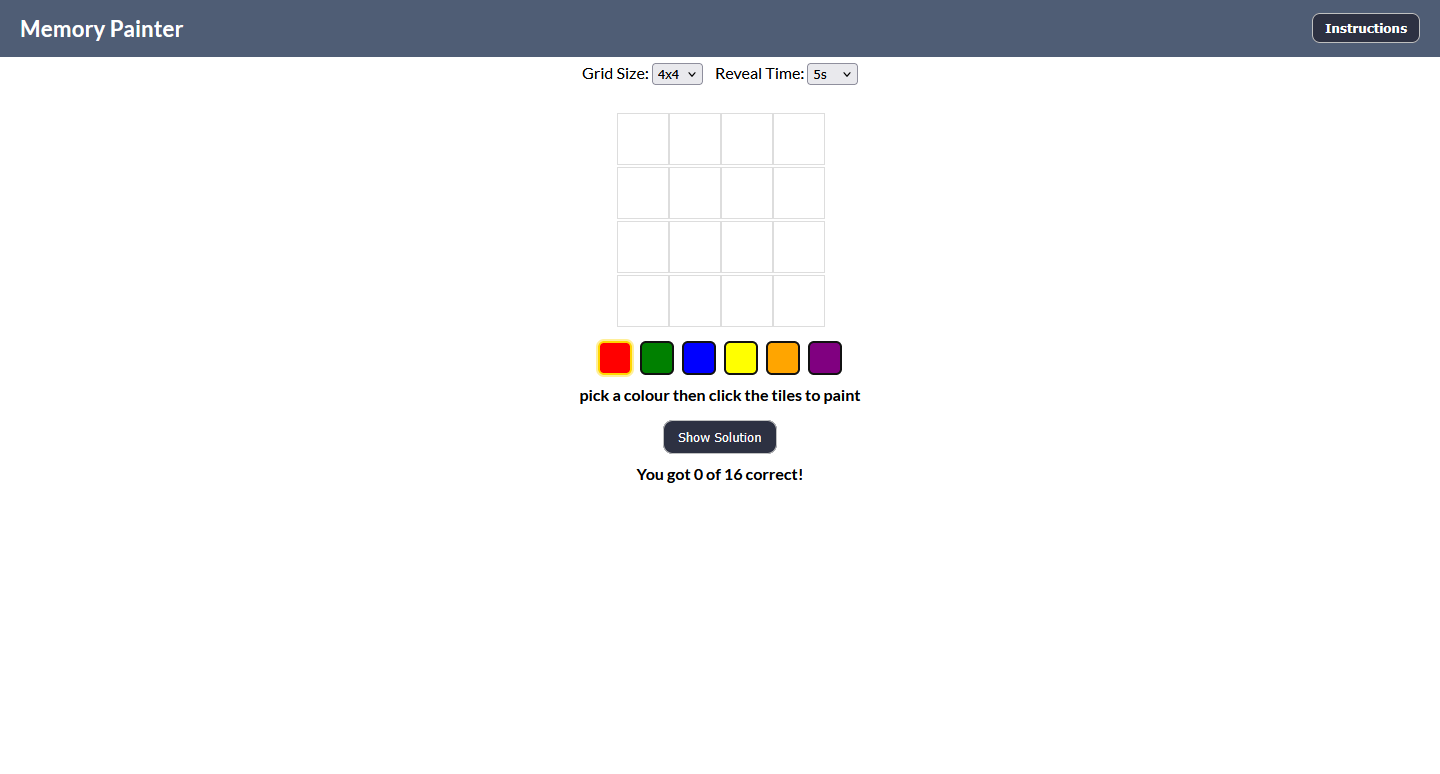 Memory Painter
Instructions
Grid Size: 4x4 Reveal Time: 5s
pick a colour then click the tiles to paint
Show Solution
You got 0 of 16 correct!